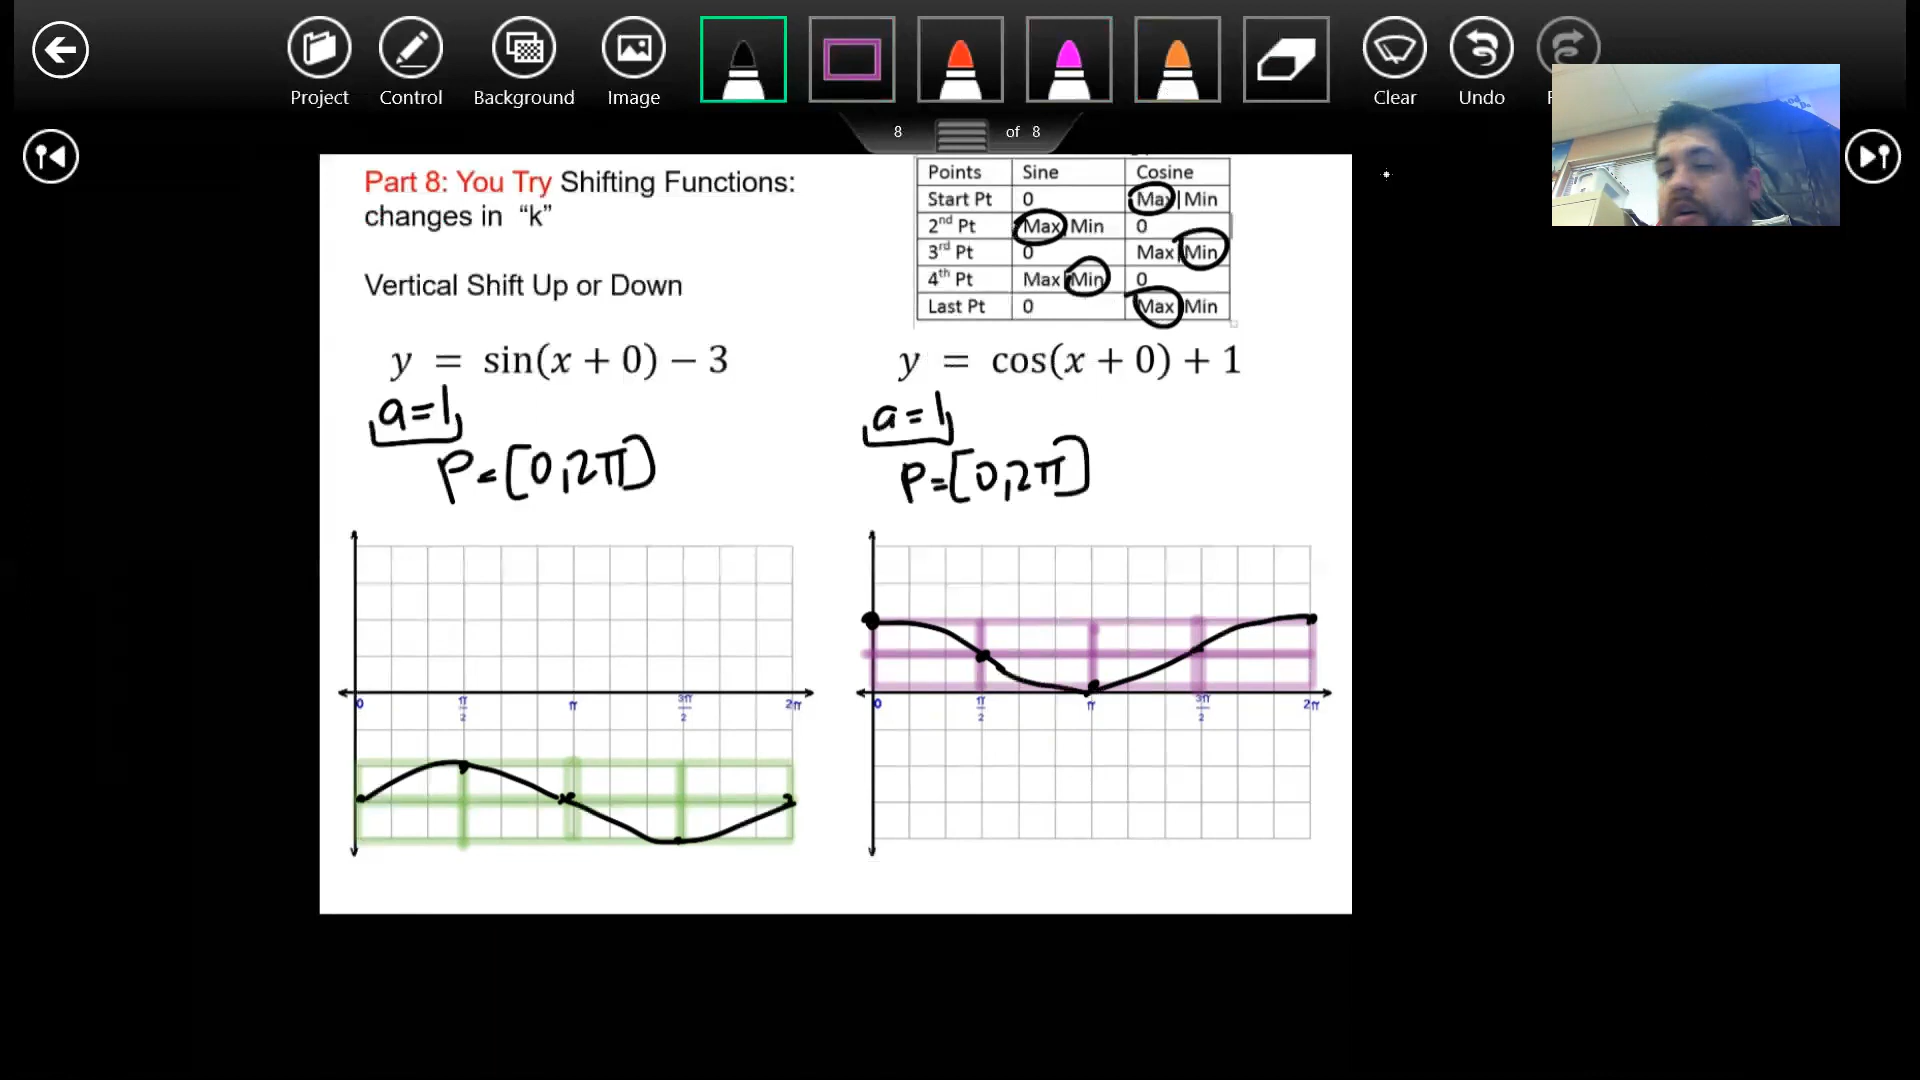 Project Control Background Image Clear Undo
8 of 8
Part 8: You Try Shifting Functions:
changes in “k”
Vertical Shift Up or Down
Points Sine Cosine
Start Pt 0 Max|Min
2nd Pt Max Min 0
3rd Pt 0 Max|Min
4th Pt Max|Min 0
Last Pt 0 Max|Min
y = sin(x + 0) − 3
a=1
P=[0,2π]
y = cos(x + 0) + 1
a=1
P=[0,2π]
0 π/2 π 3π/2 2π
0 π/2 π 3π/2 2π